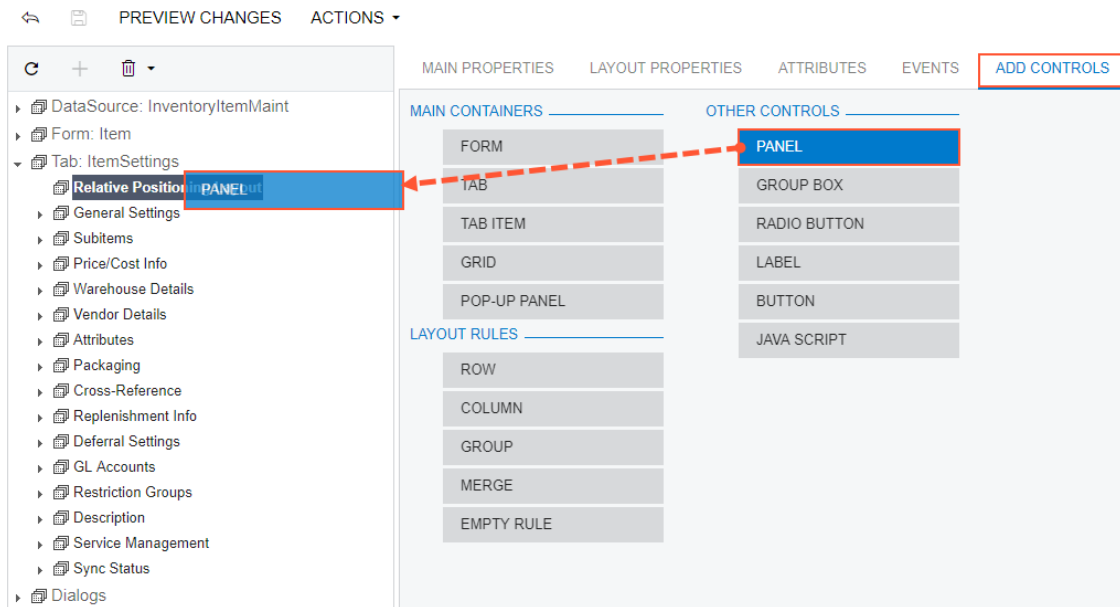 PREVIEW CHANGES ACTIONS
MAIN PROPERTIES LAYOUT PROPERTIES ATTRIBUTES EVENTS ADD CONTROLS
DataSource: InventoryItemMaint
Form: Item
Tab: ItemSettings
Relative Position PANEL ut
General Settings
Subitems
Price/Cost Info
Warehouse Details
Vendor Details
Attributes
Packaging
Cross-Reference
Replenishment Info
Deferral Settings
GL Accounts
Restriction Groups
Description
Service Management
Sync Status
Dialogs
MAIN CONTAINERS
FORM
TAB
TAB ITEM
GRID
POP-UP PANEL
LAYOUT RULES
ROW
COLUMN
GROUP
MERGE
EMPTY RULE
OTHER CONTROLS
PANEL
GROUP BOX
RADIO BUTTON
LABEL
BUTTON
JAVA SCRIPT